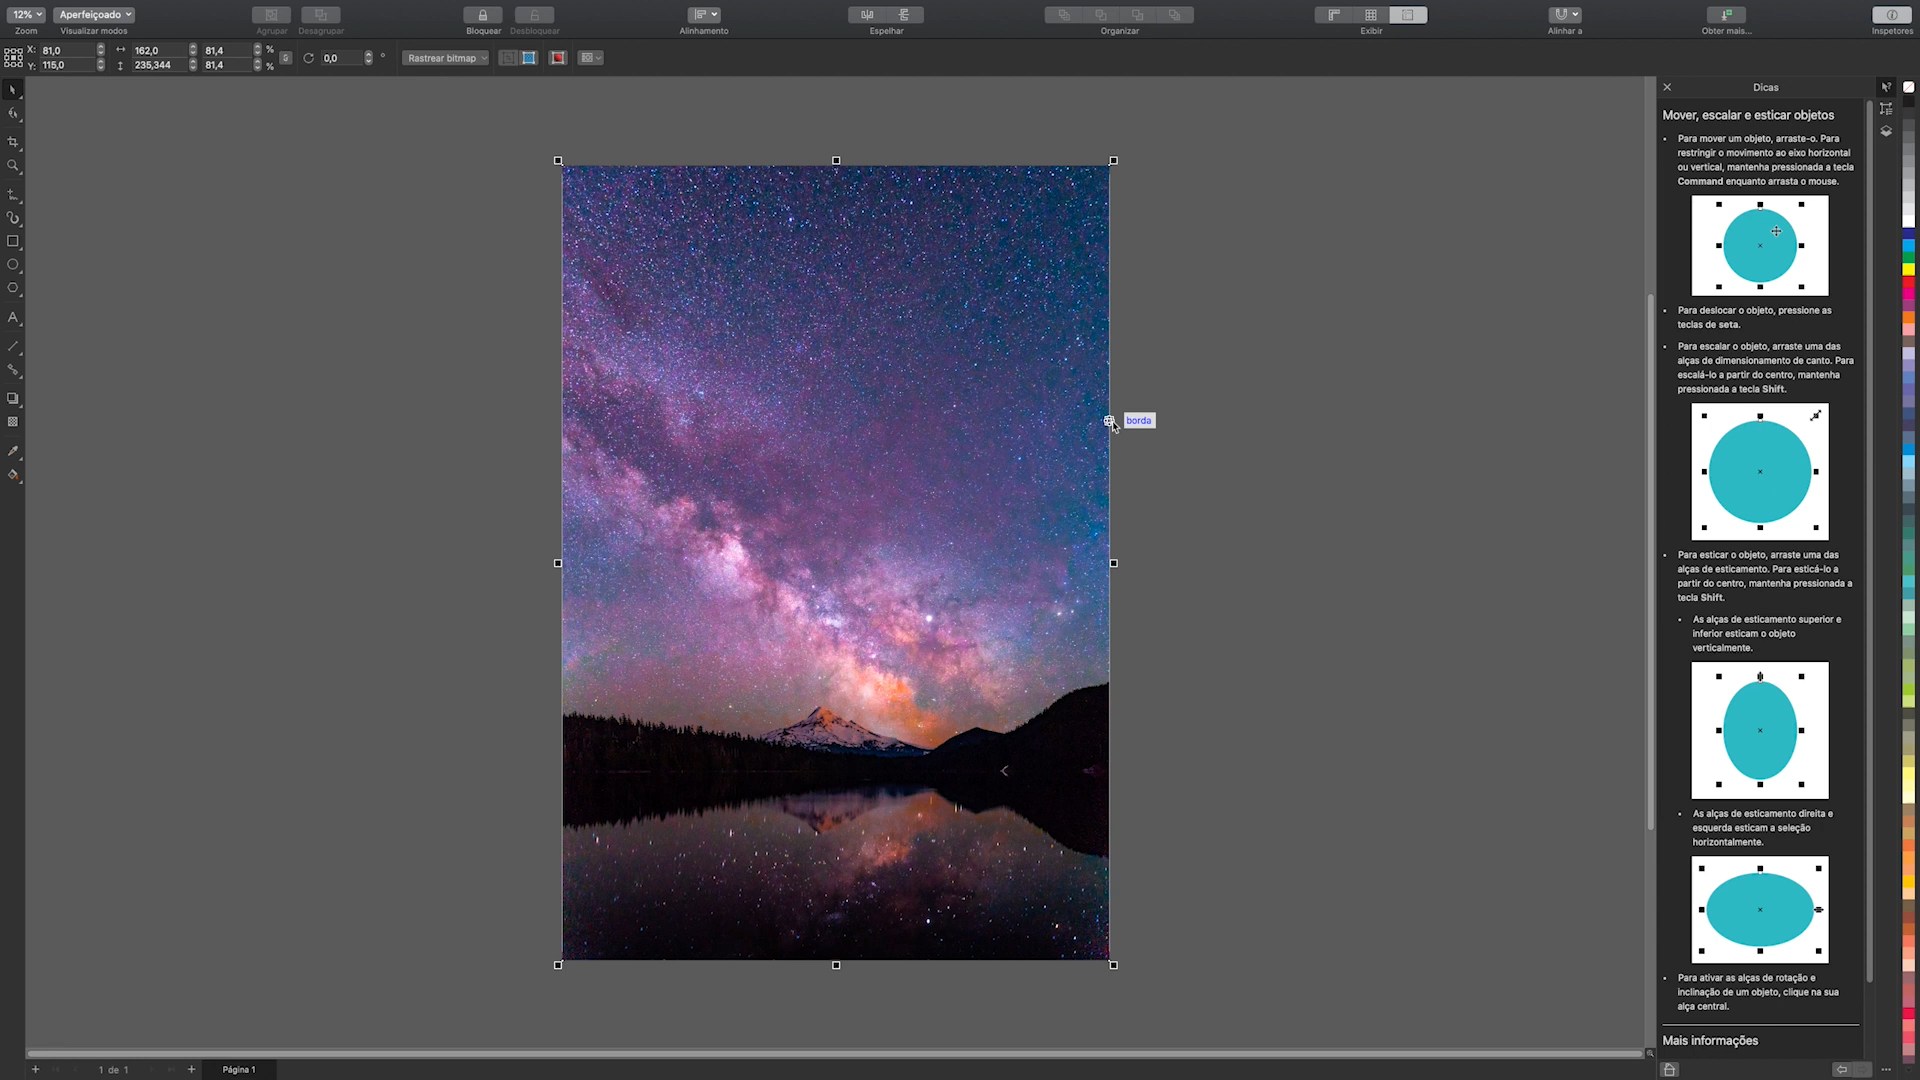 12%
Aperfeiçoado
Zoom
Visualizar modos
Agrupar
Desagrupar
Bloquear
Desbloquear
Alinhamento
Espelhar
Organizar
Exibir
Alinhar a
Obter mais...
Inspetores
X: 81,0
162,0
81,4 %
Y: 115,0
235,344
81,4 %
0,0 °
Rastrear bitmap
borda
Dicas
Mover, escalar e esticar objetos
• Para mover um objeto, arraste-o. Para
restringir o movimento ao eixo horizontal
ou vertical, mantenha pressionada a tecla
Command enquanto arrasta o mouse.
• Para deslocar o objeto, pressione as
teclas de seta.
• Para escalar o objeto, arraste uma das
alças de dimensionamento de canto. Para
escalá-lo a partir do centro, mantenha
pressionada a tecla Shift.
• Para esticar o objeto, arraste uma das
alças de esticamento. Para esticá-lo a
partir do centro, mantenha pressionada a
tecla Shift.
• As alças de esticamento superior e
inferior esticam o objeto
verticalmente.
• As alças de esticamento direita e
esquerda esticam a seleção
horizontalmente.
• Para ativar as alças de rotação e
inclinação de um objeto, clique na sua
alça central.
Mais informações
1 de 1
Página 1